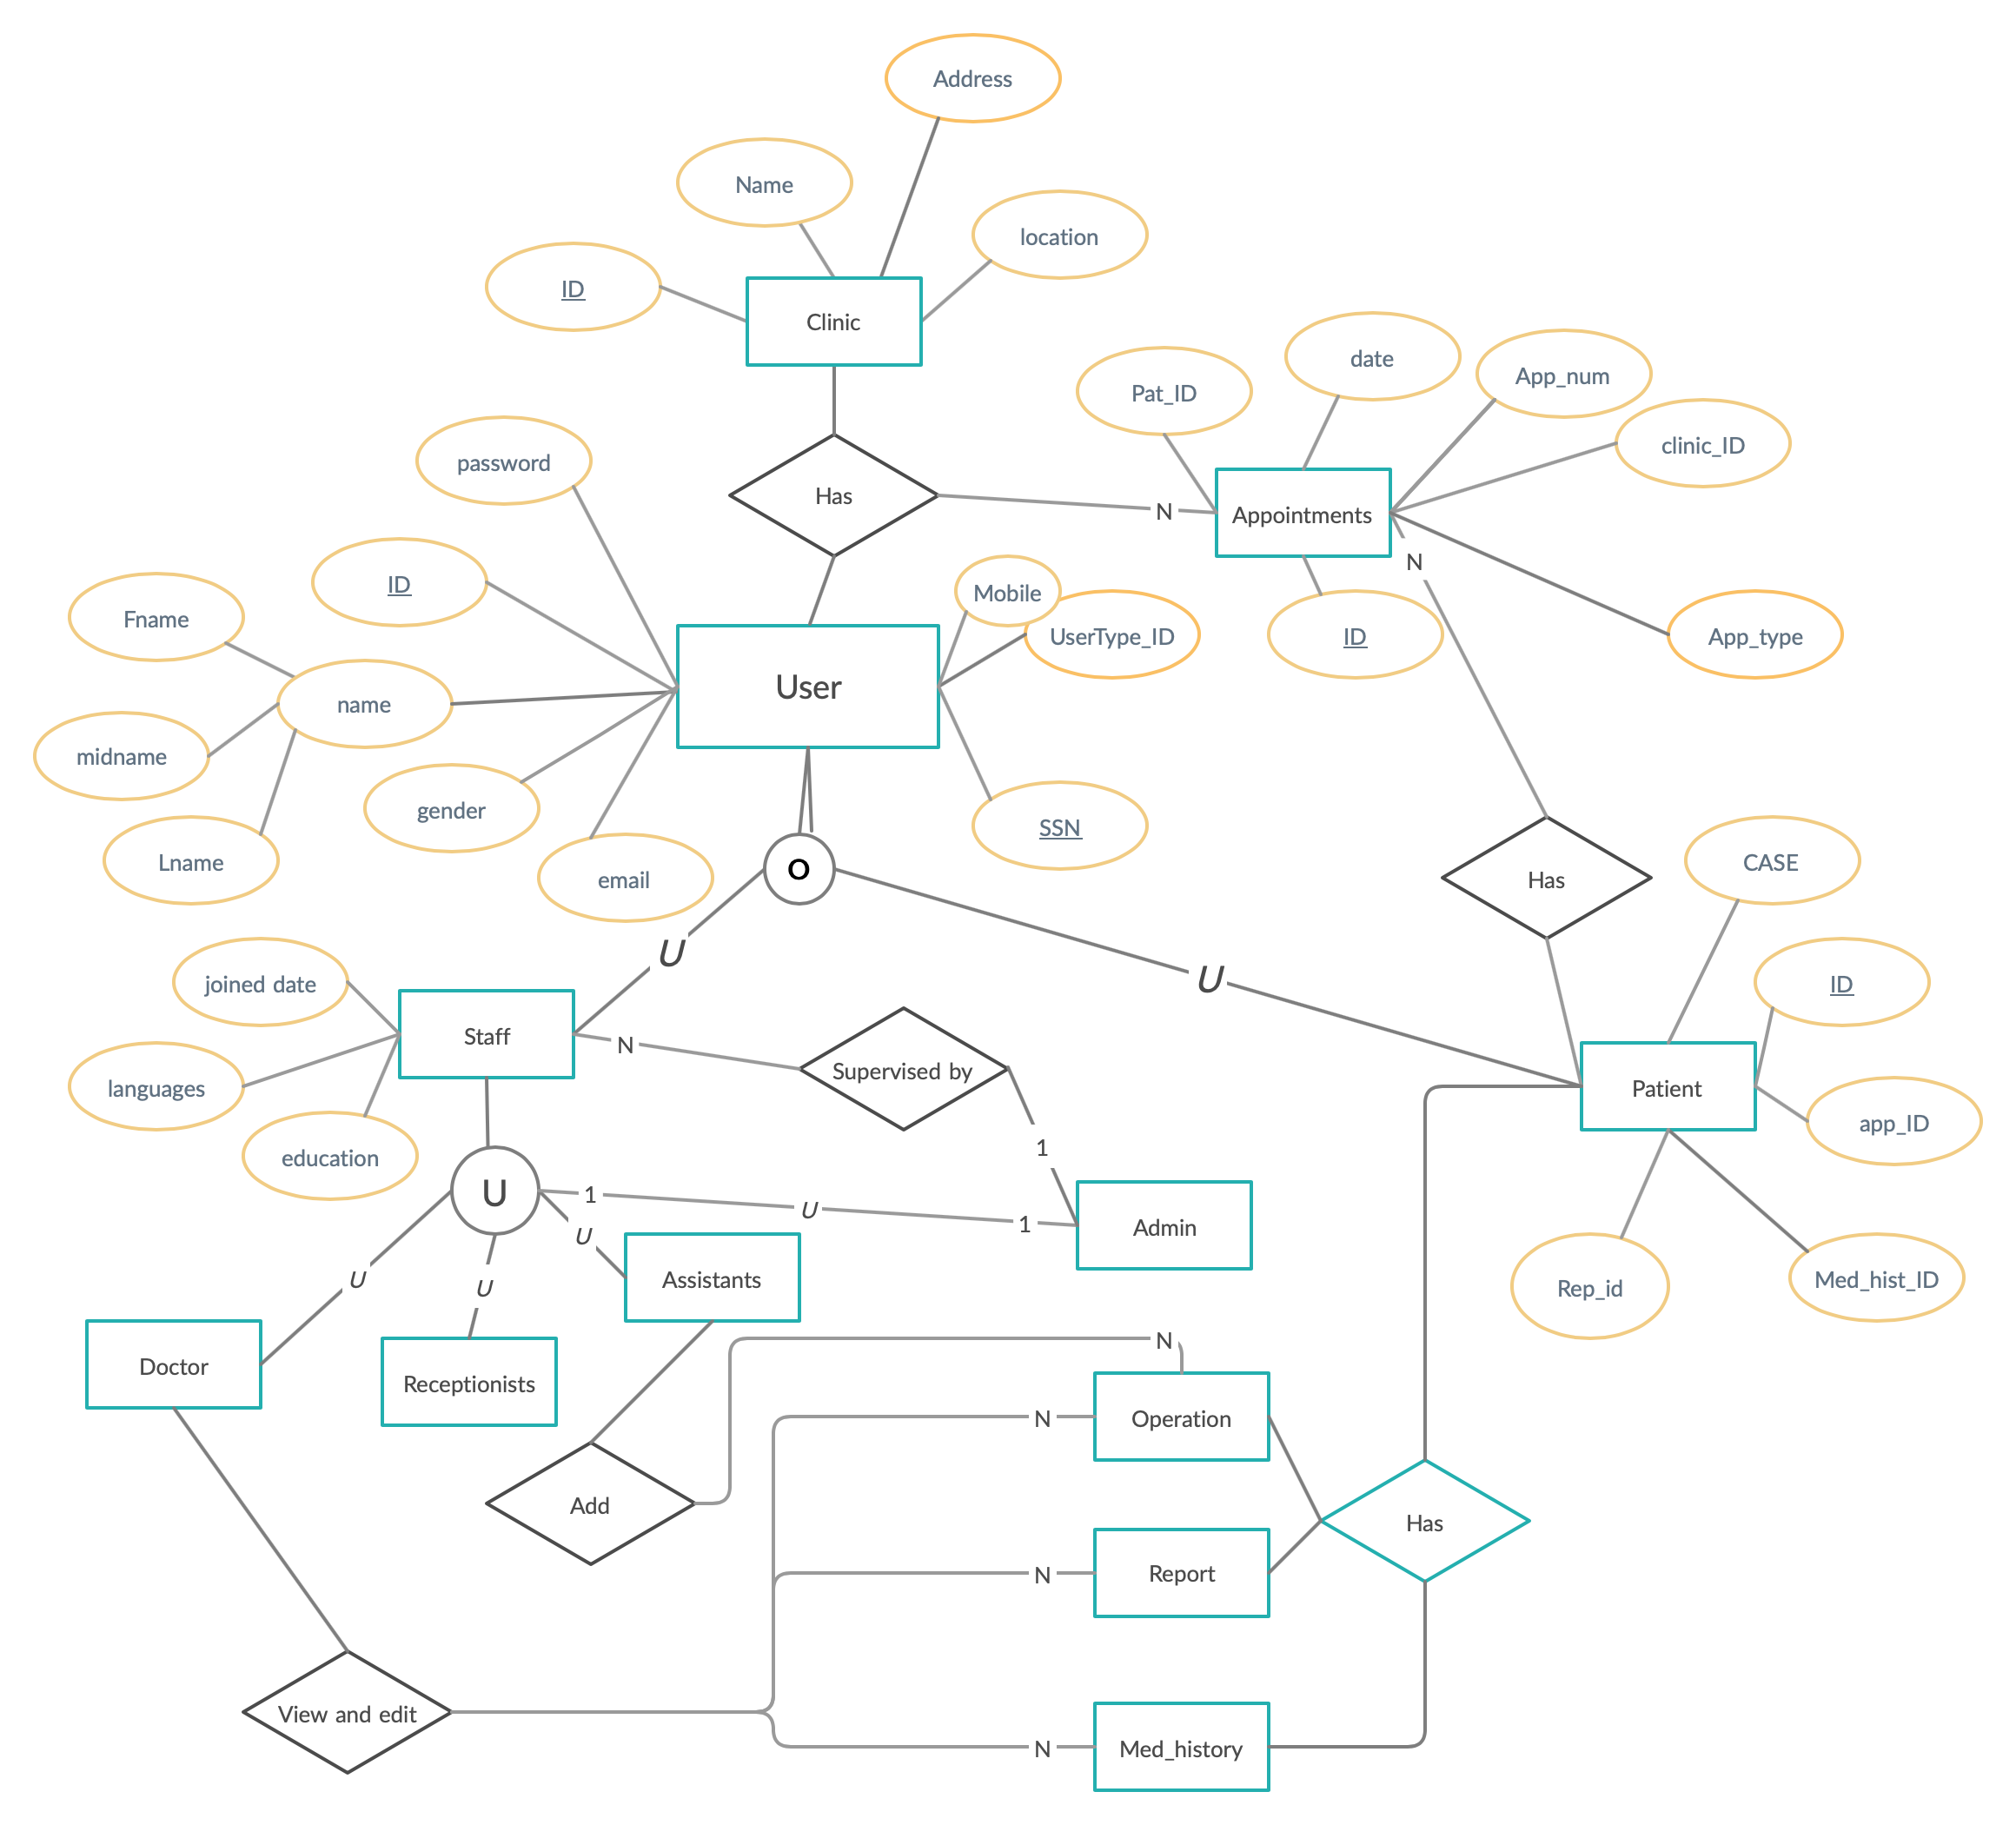 Address
Name
location
ID
Clinic
date
App_num
Pat_ID
clinic_ID
password
Has
N
Appointments
N
ID
Mobile
Fname
UserType_ID
ID
App_type
name
User
midname
gender
SSN
Lname
email
O
CASE
Has
U
U
joined date
ID
Staff
N
Supervised by
languages
Patient
app_ID
education
1
U
1
U
1
Admin
U
Assistants
U
U
Rep_id
Med_hist_ID
Doctor
Receptionists
N
N
Operation
Add
Has
N
Report
View and edit
N
Med_history